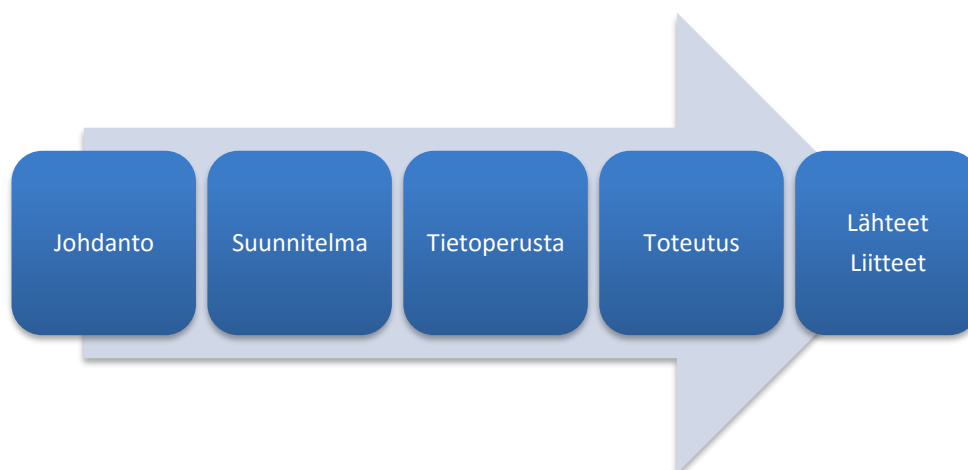 Johdanto
Suunnitelma
Tietoperusta
Toteutus
Lähteet
Liitteet